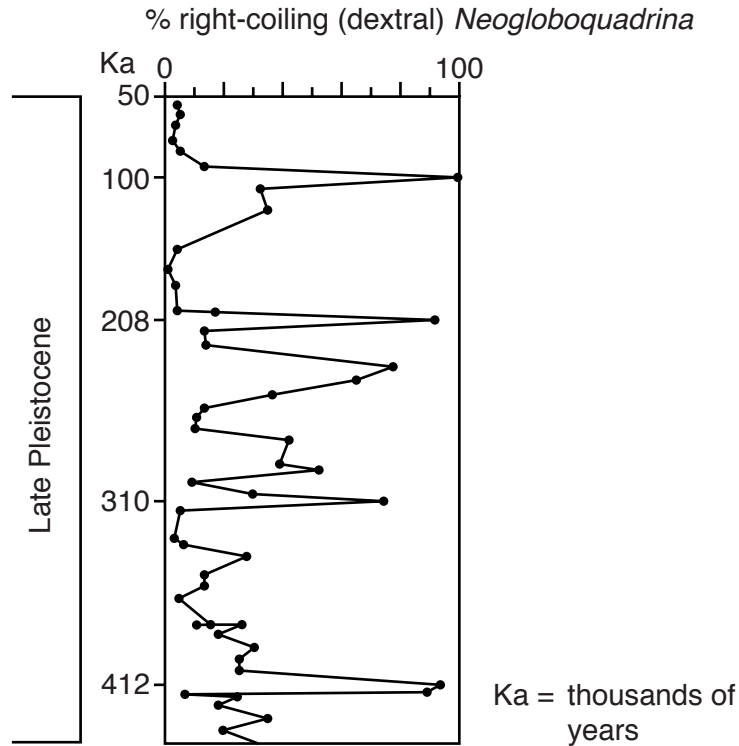 % right-coiling (dextral) Neogloboquadrina
Ka 0 100
50
100
208
310
412
Late Pleistocene
Ka = thousands of
years